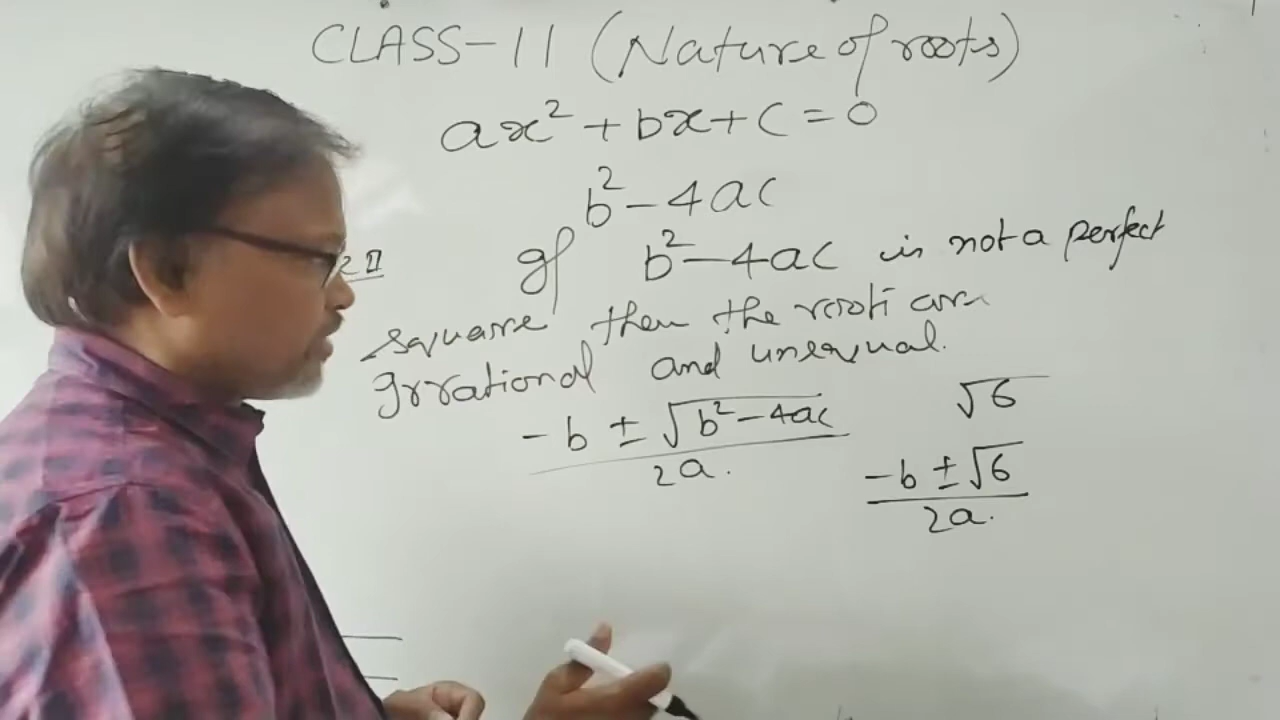 CLASS-11 (Nature of roots)
ax² + bx + c = 0
b² - 4ac
If b² - 4ac is not a perfect
square then the roots are
Irrational and unequal.
√6
-b ± √b² - 4ac / 2a.
-b ± √6 / 2a.